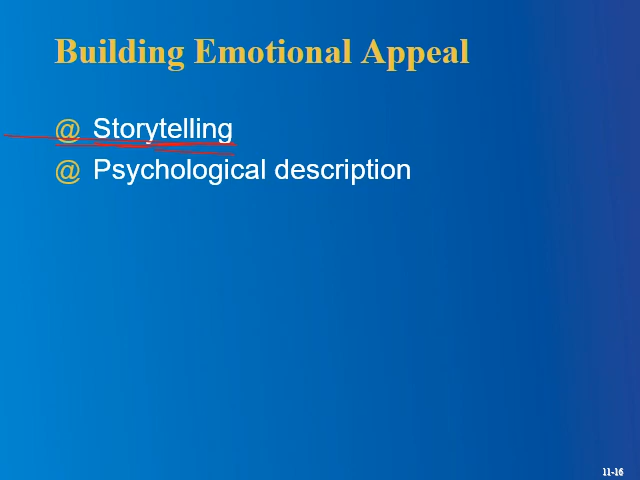 Building Emotional Appeal
@ Storytelling
@ Psychological description
11-16